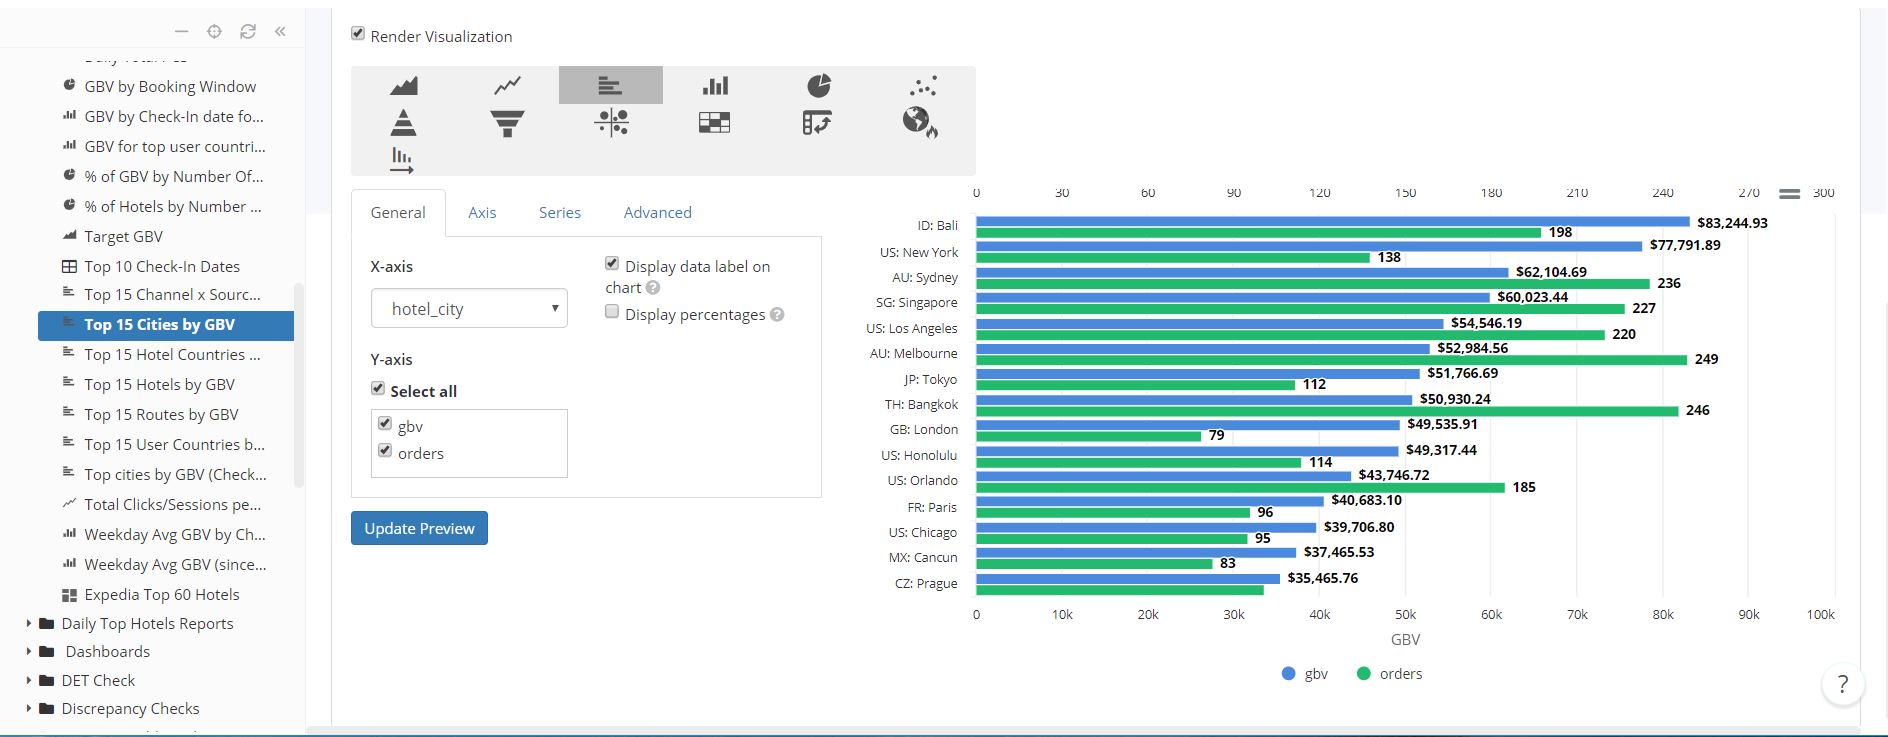 Render Visualization
GBV by Booking Window
GBV by Check-In date fo...
GBV for top user countri...
% of GBV by Number Of...
% of Hotels by Number ...
Target GBV
Top 10 Check-In Dates
Top 15 Channel x Sourc...
Top 15 Cities by GBV
Top 15 Hotel Countries ...
Top 15 Hotels by GBV
Top 15 Routes by GBV
Top 15 User Countries b...
Top cities by GBV (Check...
Total Clicks/Sessions pe...
Weekday Avg GBV by Ch...
Weekday Avg GBV (since...
Expedia Top 60 Hotels
Daily Top Hotels Reports
Dashboards
DET Check
Discrepancy Checks
General Axis Series Advanced
X-axis
hotel_city
Display data label on
chart ?
Display percentages ?
Y-axis
Select all
gbv
orders
Update Preview
0 30 60 90 120 150 180 210 240 270 300
ID: Bali $83,244.93
198
US: New York $77,791.89
138
AU: Sydney $62,104.69
236
SG: Singapore $60,023.44
227
US: Los Angeles $54,546.19
220
AU: Melbourne $52,984.56
249
JP: Tokyo $51,766.69
112
TH: Bangkok $50,930.24
246
GB: London $49,535.91
79
US: Honolulu $49,317.44
114
US: Orlando $43,746.72
185
FR: Paris $40,683.10
96
US: Chicago $39,706.80
95
MX: Cancun $37,465.53
83
CZ: Prague $35,465.76
0 10k 20k 30k 40k 50k 60k 70k 80k 90k 100k
GBV
gbv orders
?